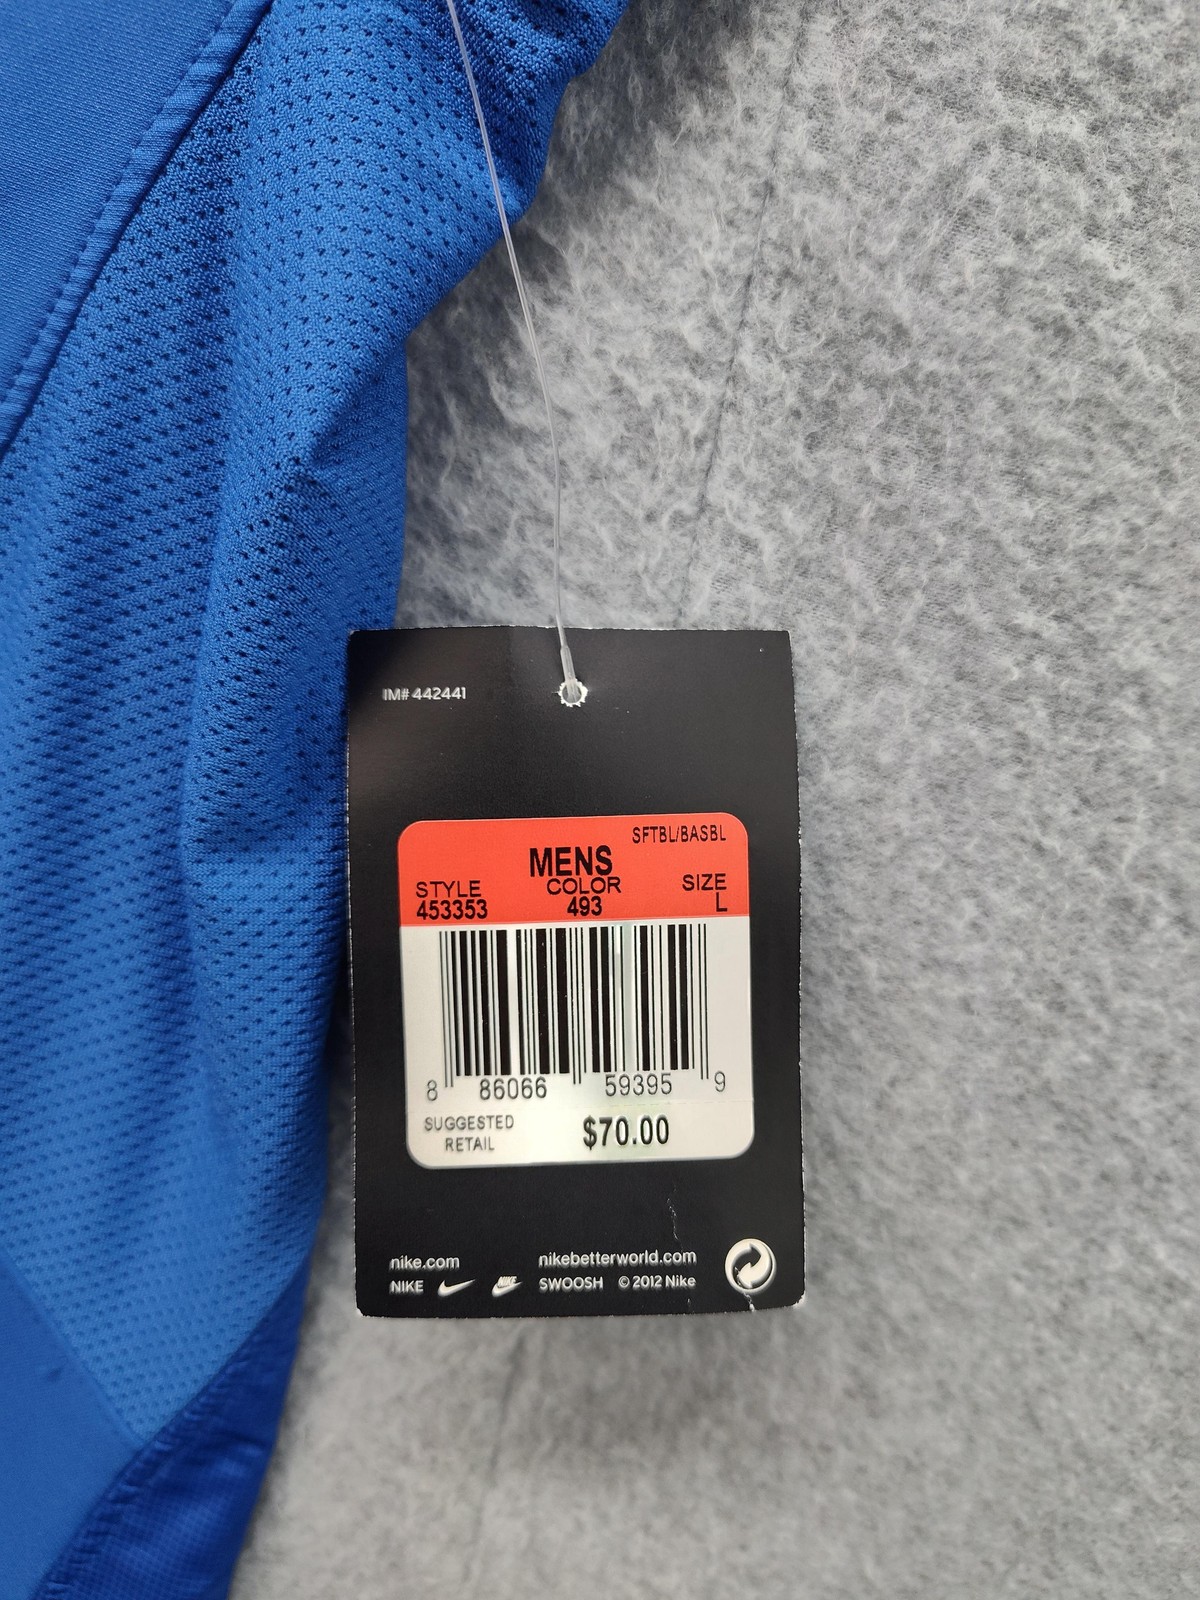 IM# 442441
SFTBL/BASBL
MENS
STYLE COLOR SIZE
453353 493 L
8 86066 59395 9
SUGGESTED
RETAIL
$70.00
nike.com nikebetterworld.com
NIKE NIKE SWOOSH © 2012 Nike